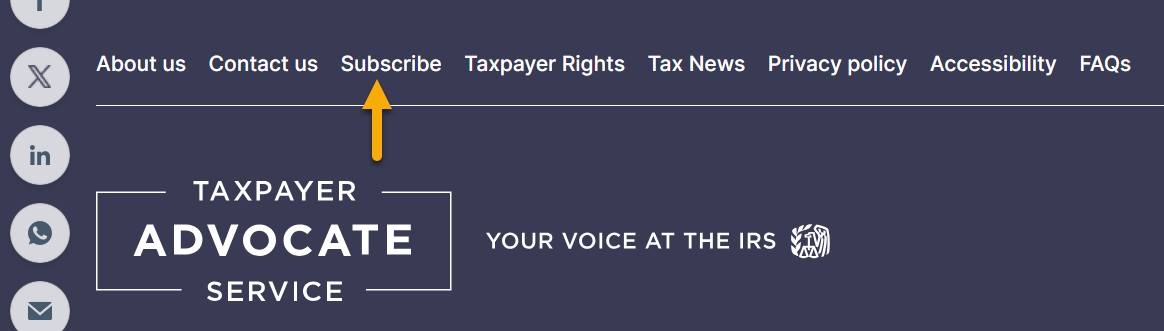 About us Contact us Subscribe Taxpayer Rights Tax News Privacy policy Accessibility FAQs
TAXPAYER
ADVOCATE
SERVICE
YOUR VOICE AT THE IRS